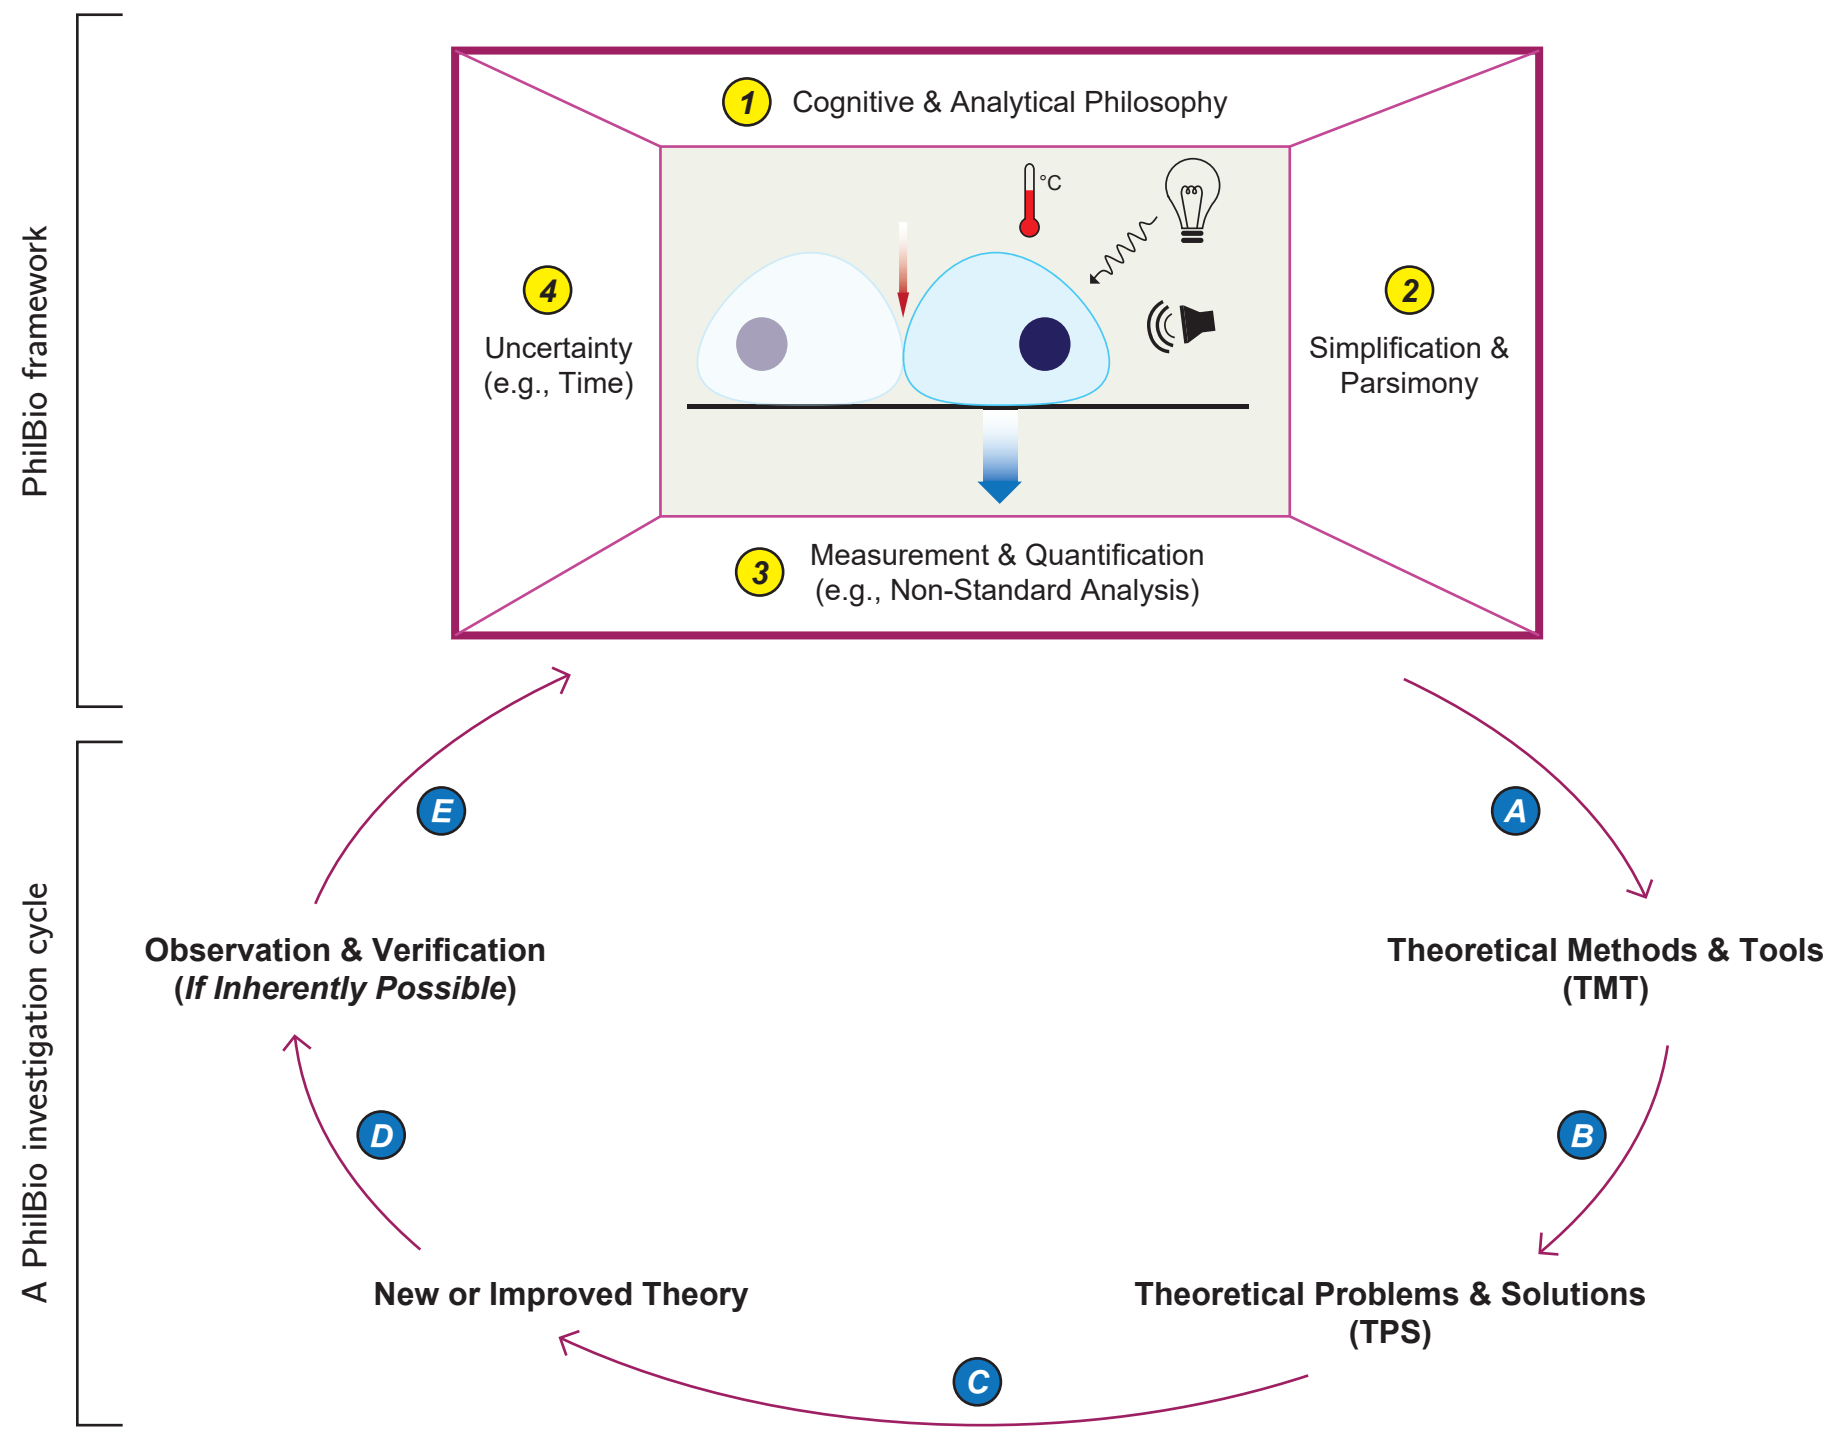 PhilBio framework
1 Cognitive & Analytical Philosophy
°C
4
Uncertainty
(e.g., Time)
2
Simplification &
Parsimony
3
Measurement & Quantification
(e.g., Non-Standard Analysis)
A PhilBio investigation cycle
E
A
Observation & Verification
(If Inherently Possible)
Theoretical Methods & Tools
(TMT)
D
B
New or Improved Theory
Theoretical Problems & Solutions
(TPS)
C